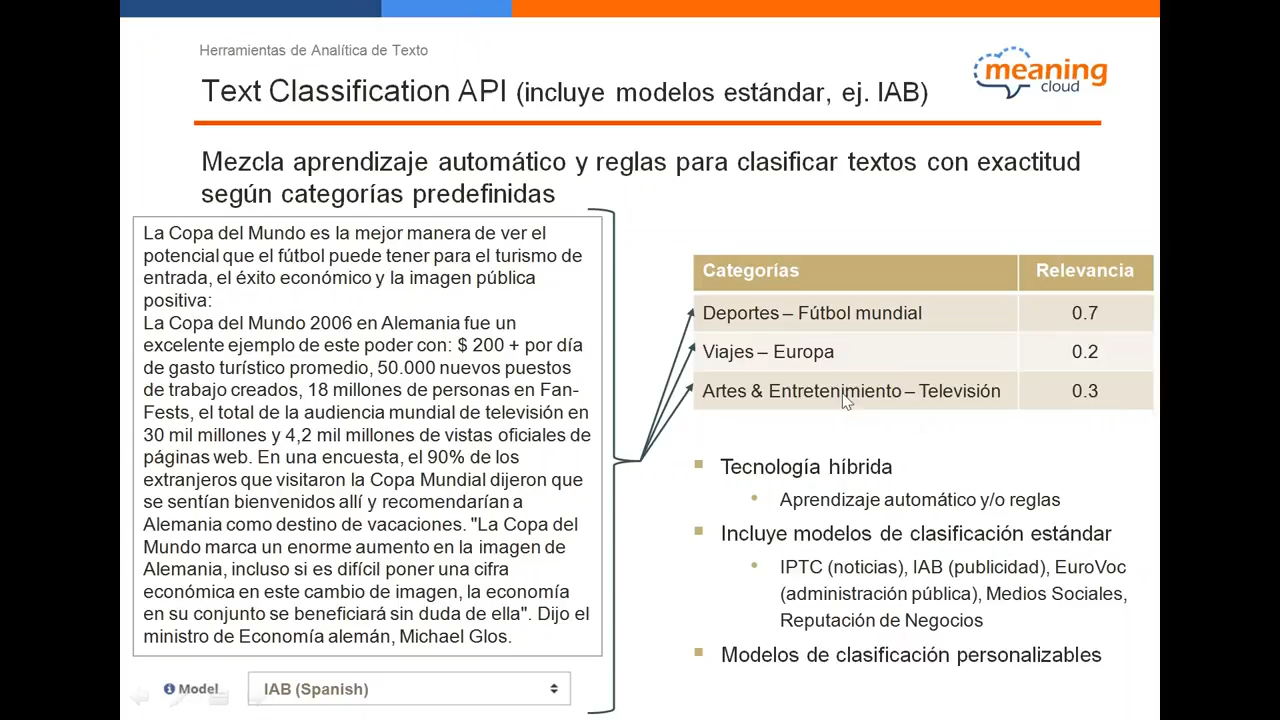 Herramientas de Analítica de Texto
Text Classification API (incluye modelos estándar, ej. IAB)
meaning
cloud
Mezcla aprendizaje automático y reglas para clasificar textos con exactitud
según categorías predefinidas
La Copa del Mundo es la mejor manera de ver el
potencial que el fútbol puede tener para el turismo de
entrada, el éxito económico y la imagen pública
positiva:
La Copa del Mundo 2006 en Alemania fue un
excelente ejemplo de este poder con: $ 200 + por día
de gasto turístico promedio, 50.000 nuevos puestos
de trabajo creados, 18 millones de personas en Fan-
Fests, el total de la audiencia mundial de televisión en
30 mil millones y 4,2 mil millones de vistas oficiales de
páginas web. En una encuesta, el 90% de los
extranjeros que visitaron la Copa Mundial dijeron que
se sentían bienvenidos allí y recomendarían a
Alemania como destino de vacaciones. "La Copa del
Mundo marca un enorme aumento en la imagen de
Alemania, incluso si es difícil poner una cifra
económica en este cambio de imagen, la economía
en su conjunto se beneficiará sin duda de ella". Dijo el
ministro de Economía alemán, Michael Glos.
Model IAB (Spanish)
Categorías Relevancia
Deportes – Fútbol mundial 0.7
Viajes – Europa 0.2
Artes & Entretenimiento – Televisión 0.3
Tecnología híbrida
Aprendizaje automático y/o reglas
Incluye modelos de clasificación estándar
IPTC (noticias), IAB (publicidad), EuroVoc
(administración pública), Medios Sociales,
Reputación de Negocios
Modelos de clasificación personalizables